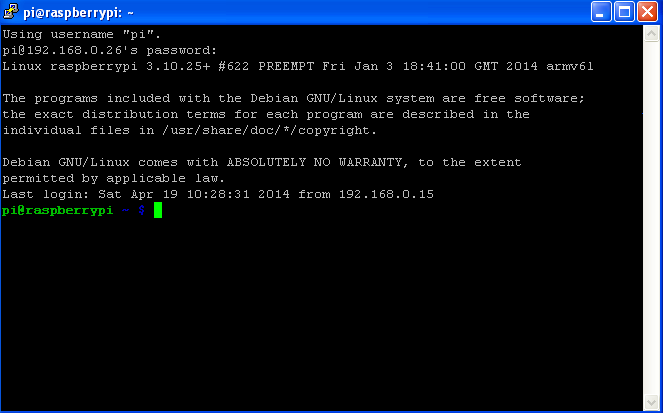 pi@raspberrypi: ~
Using username "pi".
pi@192.168.0.26's password:
Linux raspberrypi 3.10.25+ #622 PREEMPT Fri Jan 3 18:41:00 GMT 2014 armv6l
The programs included with the Debian GNU/Linux system are free software;
the exact distribution terms for each program are described in the
individual files in /usr/share/doc/*/copyright.
Debian GNU/Linux comes with ABSOLUTELY NO WARRANTY, to the extent
permitted by applicable law.
Last login: Sat Apr 19 10:28:31 2014 from 192.168.0.15
pi@raspberrypi ~ $